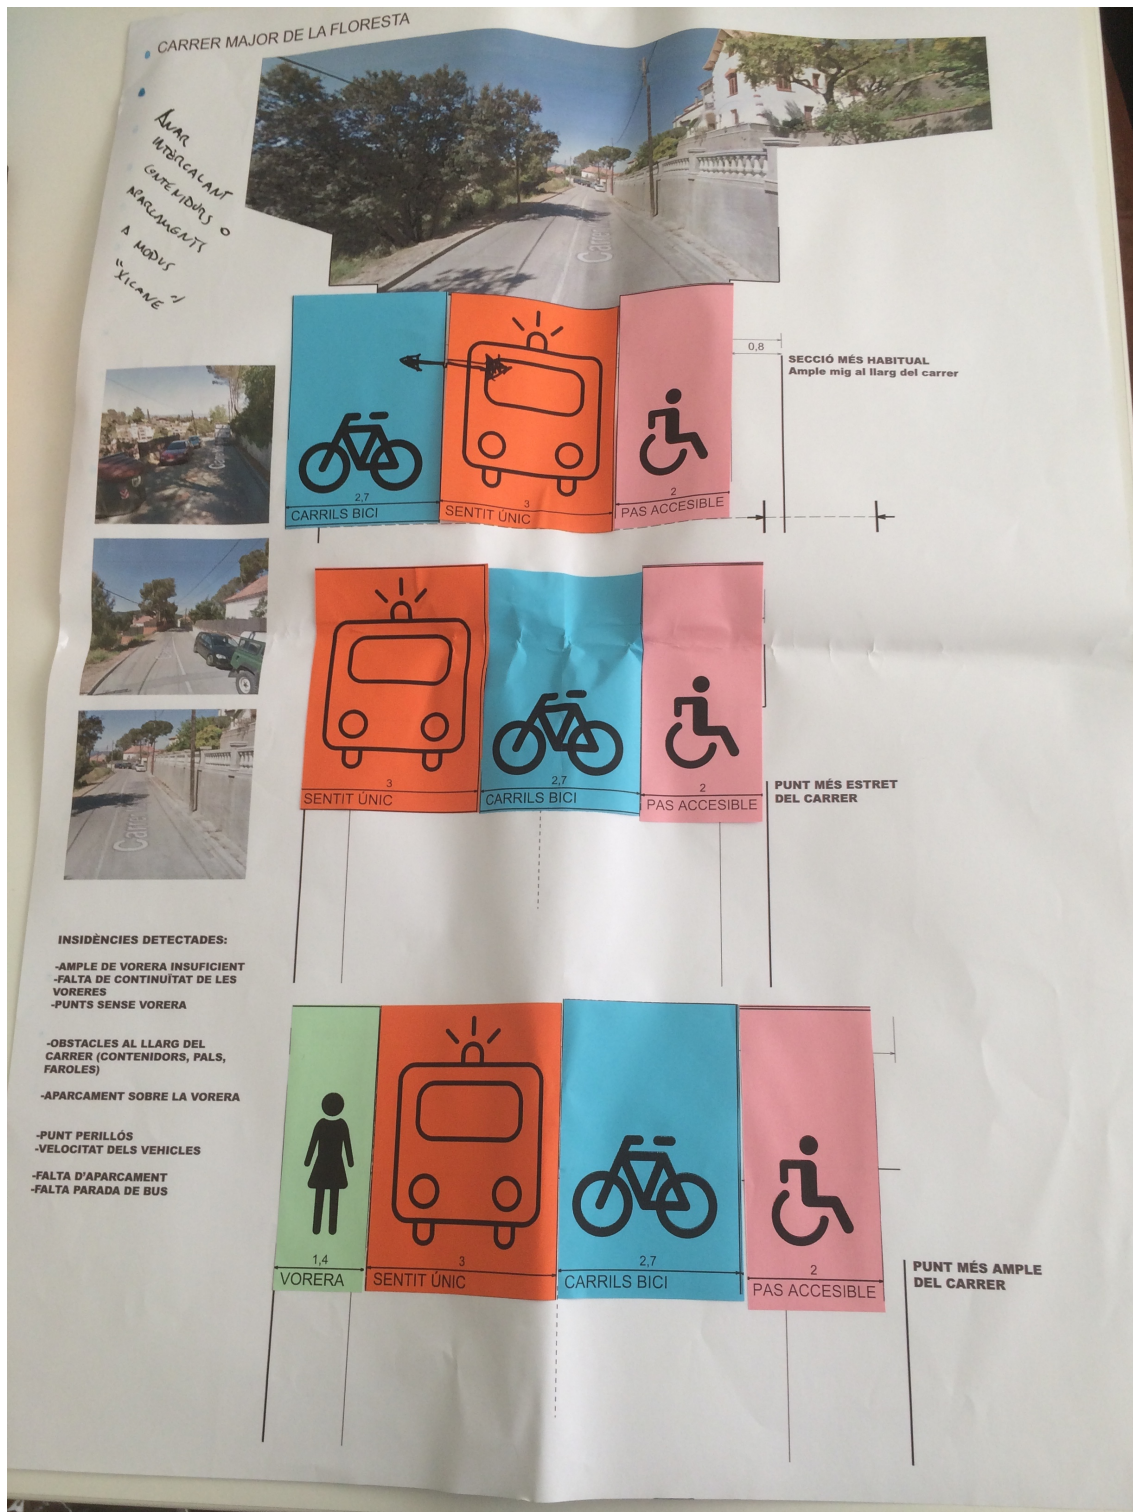 CARRER MAJOR DE LA FLORESTA
ANAR
INTERCALANT
CONTENIDORS O
APARCAMENTS
A MODUS
"XICANE"
Carre
0,8
SECCIÓ MÉS HABITUAL
Ample mig al llarg del carrer
2,7
CARRILS BICI
3
SENTIT ÚNIC
2
PAS ACCESIBLE
3
SENTIT ÚNIC
2,7
CARRILS BICI
2
PAS ACCESIBLE
PUNT MÉS ESTRET
DEL CARRER
Carre
INSIDÈNCIES DETECTADES:
-AMPLE DE VORERA INSUFICIENT
-FALTA DE CONTINUÏTAT DE LES
VORERES
-PUNTS SENSE VORERA
-OBSTACLES AL LLARG DEL
CARRER (CONTENIDORS, PALS,
FAROLES)
-APARCAMENT SOBRE LA VORERA
-PUNT PERILLÓS
-VELOCITAT DELS VEHICLES
-FALTA D'APARCAMENT
-FALTA PARADA DE BUS
1,4
VORERA
3
SENTIT ÚNIC
2,7
CARRILS BICI
2
PAS ACCESIBLE
PUNT MÉS AMPLE
DEL CARRER